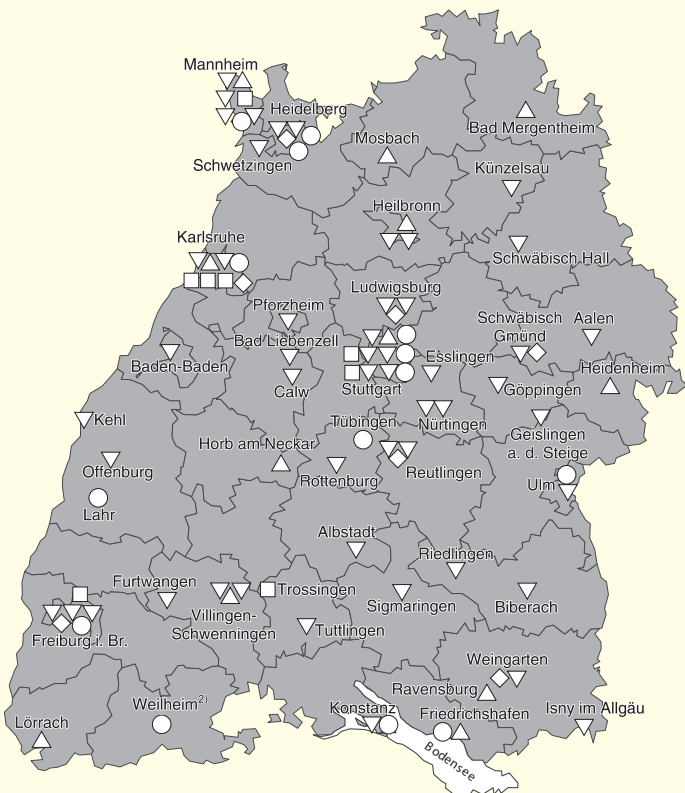 Mannheim
Heidelberg
Bad Mergentheim
Mosbach
Schwetzingen
Künzelsau
Heilbronn
Karlsruhe
Schwäbisch Hall
Ludwigsburg
Pforzheim
Schwäbisch
Gmünd
Aalen
Bad Liebenzell
Esslingen
Baden-Baden
Heidenheim
Stuttgart
Calw
Göppingen
Kehl
Tübingen
Nürtingen
Geislingen
a. d. Steige
Horb am Neckar
Offenburg
Rottenburg
Reutlingen
Ulm
Lahr
Albstadt
Riedlingen
Furtwangen
Trossingen
Sigmaringen
Biberach
Villingen-
Schwenningen
Tuttlingen
Freiburg i. Br.
Weingarten
Ravensburg
Weilheim²⁾
Konstanz
Friedrichshafen
Isny im Allgäu
Lörrach
Bodensee